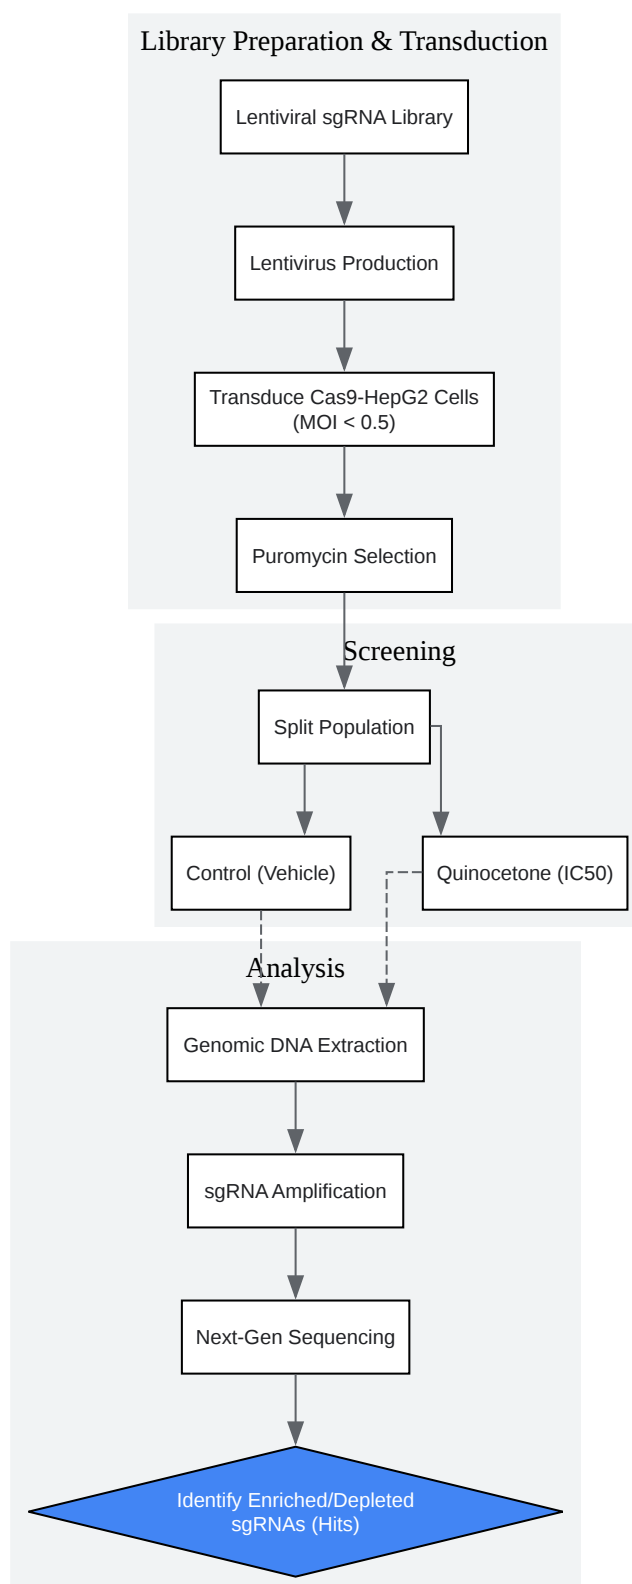 Library Preparation & Transduction
Lentiviral sgRNA Library
Lentivirus Production
Transduce Cas9-HepG2 Cells
(MOI < 0.5)
Puromycin Selection
Screening
Split Population
Control (Vehicle)
Quinocetone (IC50)
Analysis
Genomic DNA Extraction
sgRNA Amplification
Next-Gen Sequencing
Identify Enriched/Depleted
sgRNAs (Hits)